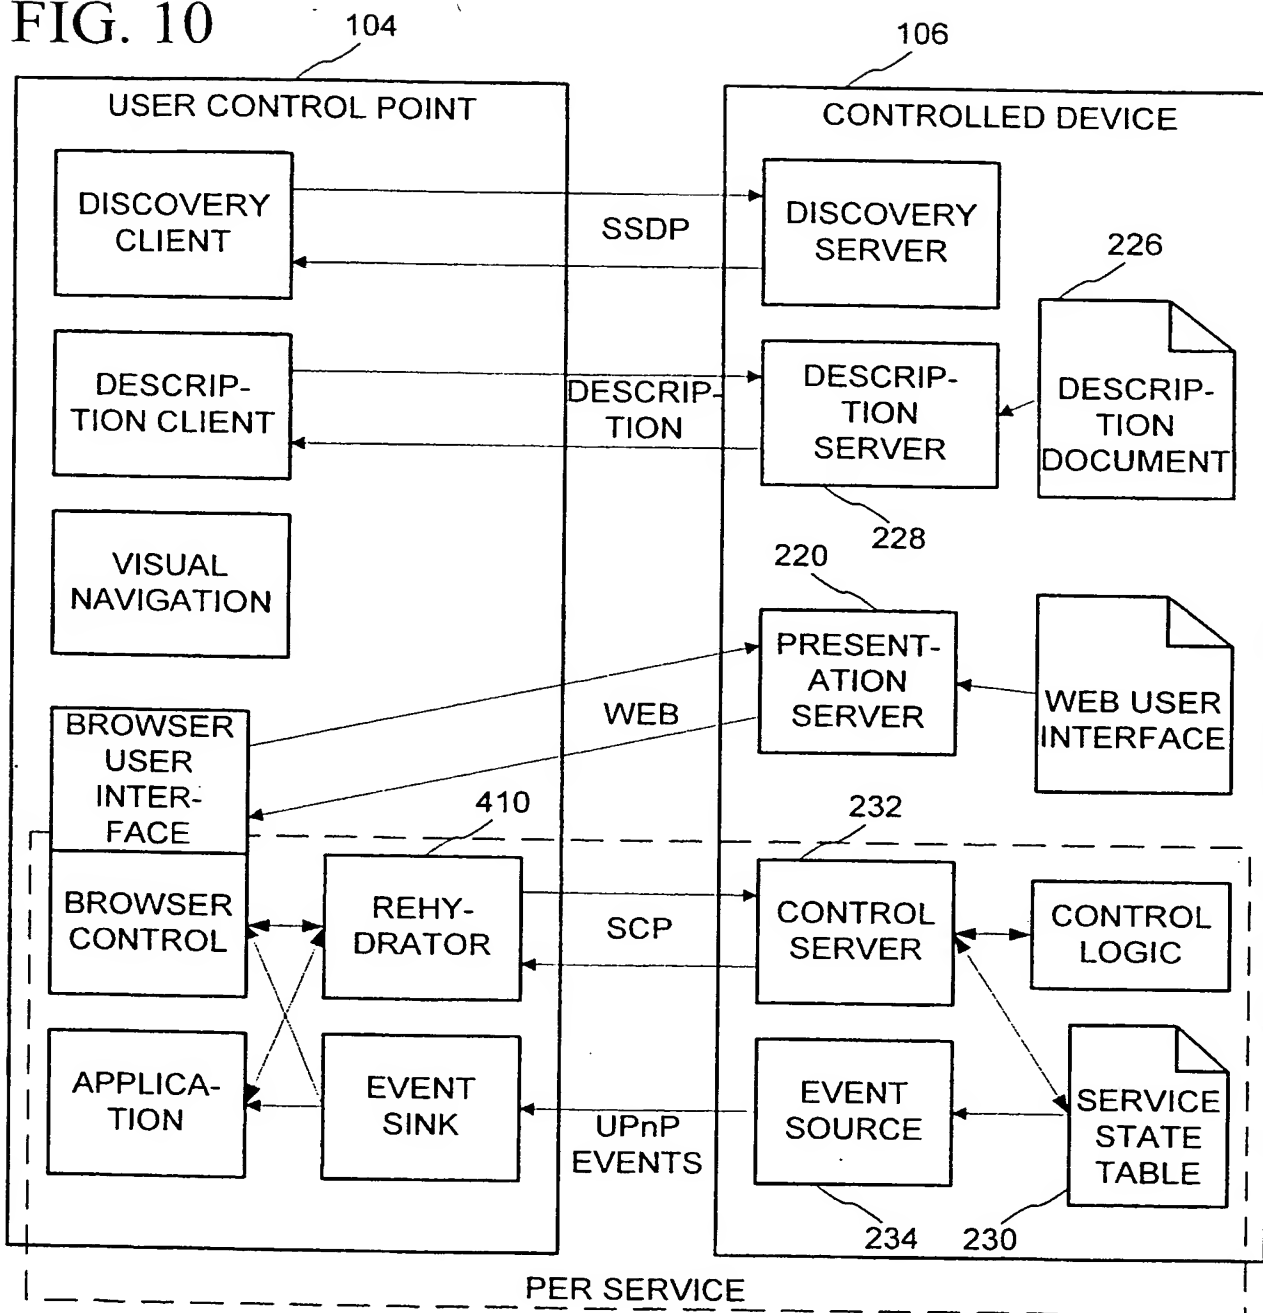 FIG. 10
104
106
USER CONTROL POINT
CONTROLLED DEVICE
DISCOVERY
CLIENT
SSDP
DISCOVERY
SERVER
226
DESCRIP-
TION CLIENT
DESCRIP-
TION
DESCRIP-
TION
SERVER
DESCRIP-
TION
DOCUMENT
228
VISUAL
NAVIGATION
220
PRESENT-
ATION
SERVER
WEB USER
INTERFACE
WEB
BROWSER
USER
INTER-
FACE
410
232
BROWSER
CONTROL
REHY-
DRATOR
SCP
CONTROL
SERVER
CONTROL
LOGIC
APPLICA-
TION
EVENT
SINK
UPnP
EVENTS
EVENT
SOURCE
SERVICE
STATE
TABLE
234
230
PER SERVICE